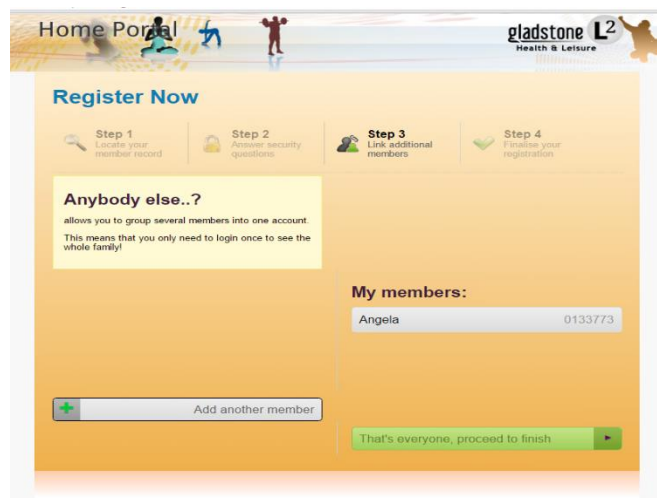 Home Portal
gladstone L2
Health & Leisure
Register Now
Step 1
Locate your
member record
Step 2
Answer security
questions
Step 3
Link additional
members
Step 4
Finalise your
registration
Anybody else..?
allows you to group several members into one account.
This means that you only need to login once to see the
whole family!
My members:
Angela 0133773
Add another member
That's everyone, proceed to finish